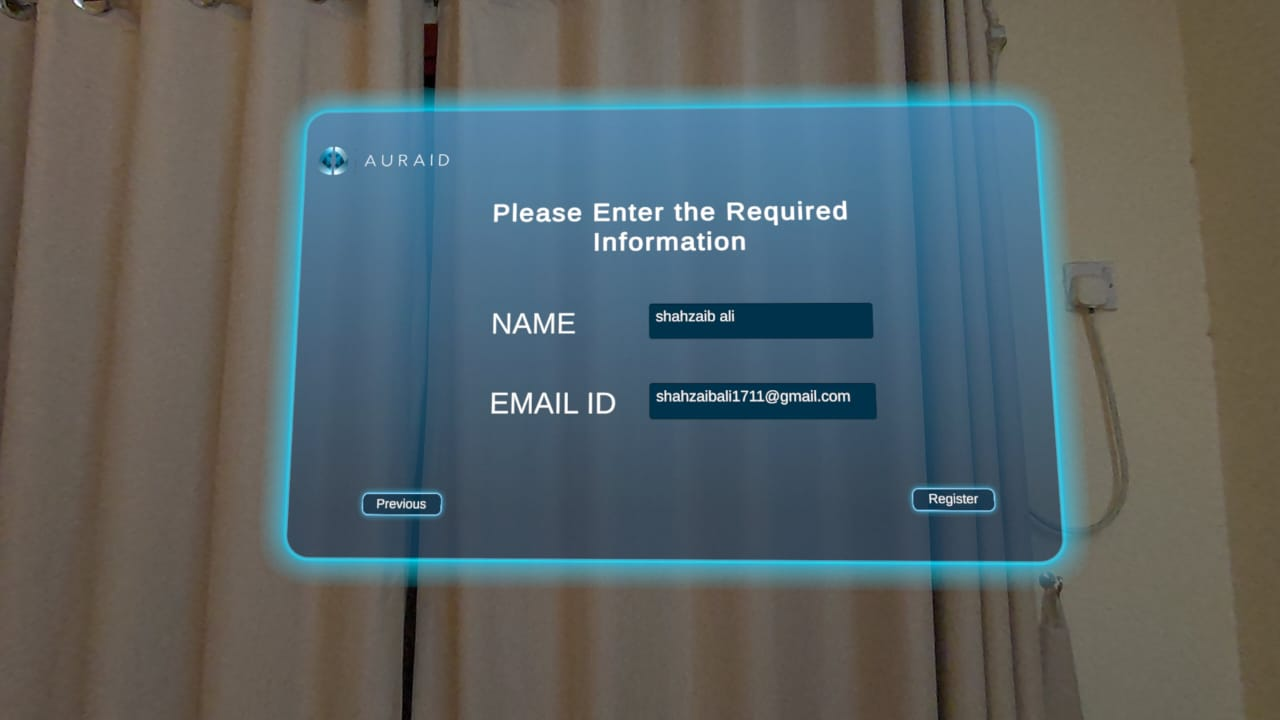 AURAID
Please Enter the Required
Information
NAME
shahzaib ali
EMAIL ID
shahzaibali1711@gmail.com
Previous
Register